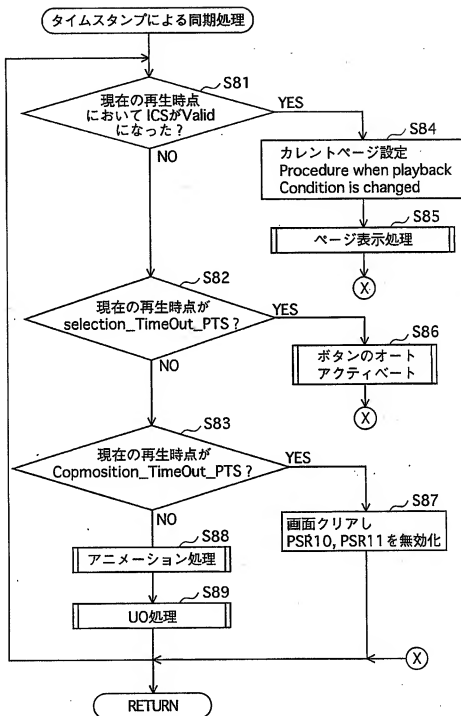 タイムスタンプによる同期処理
S81
現在の再生時点
において ICSがValid
になった?
YES
NO
S84
カレントページ設定
Procedure when playback
Condition is changed
S85
ページ表示処理
X
S82
現在の再生時点が
selection_TimeOut_PTS?
YES
NO
S86
ボタンのオート
アクティベート
X
S83
現在の再生時点が
Copmosition_TimeOut_PTS?
YES
NO
S87
画面クリアし
PSR10, PSR11を無効化
S88
アニメーション処理
S89
UO処理
X
RETURN